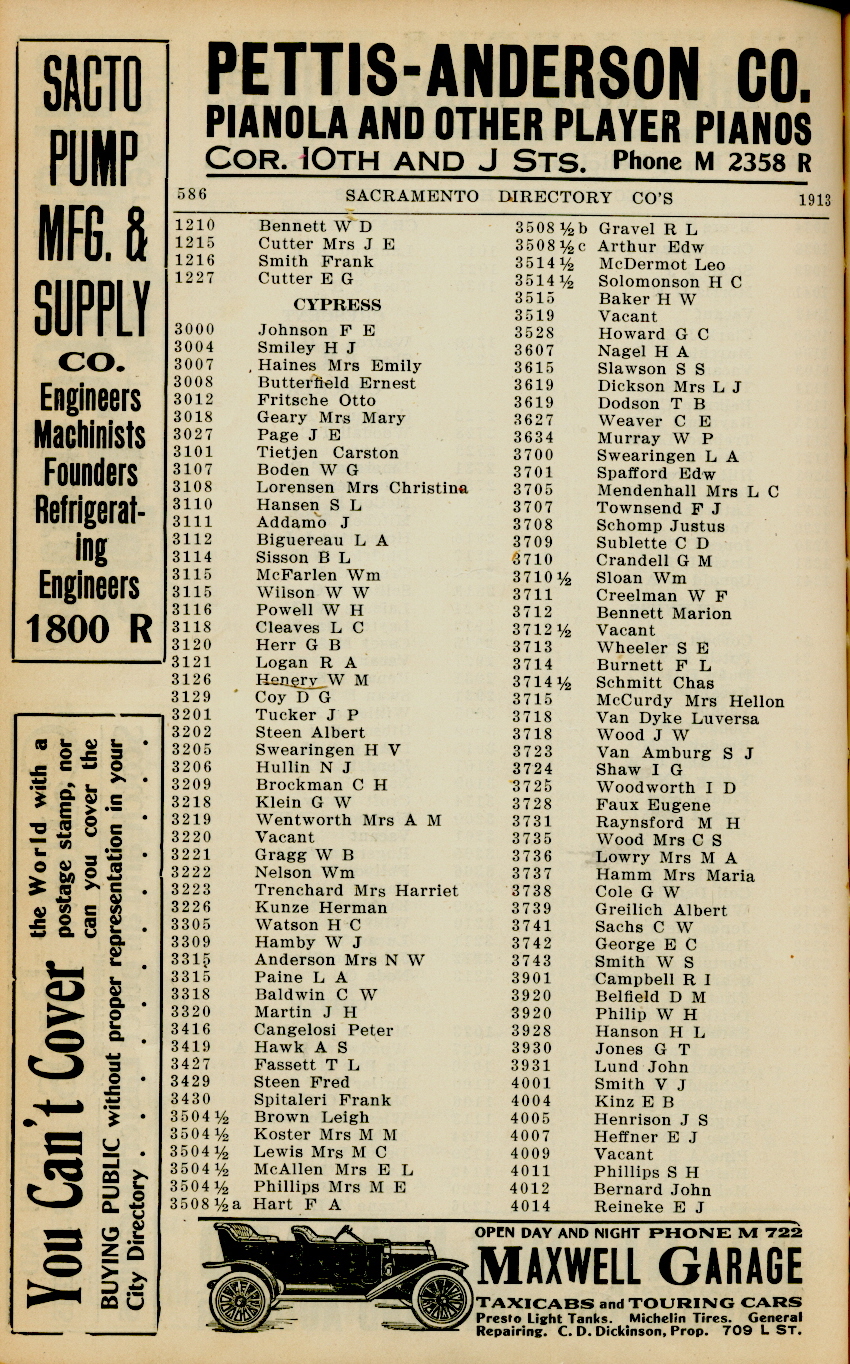 PETTIS-ANDERSON CO.
PIANOLA AND OTHER PLAYER PIANOS
COR. 10TH AND J STS. Phone M 2358 R
SACTO
PUMP
MFG. &
SUPPLY
CO.
Engineers
Machinists
Founders
Refrigerat-
ing
Engineers
1800 R
You Can't Cover the World with a
postage stamp, nor
can you cover the
BUYING PUBLIC without proper representation in your
City Directory . . . . . . . . . .
586 SACRAMENTO DIRECTORY CO'S 1913
1210 Bennett W D
1215 Cutter Mrs J E
1216 Smith Frank
1227 Cutter E G
CYPRESS
3000 Johnson F E
3004 Smiley H J
3007 Haines Mrs Emily
3008 Butterfield Ernest
3012 Fritsche Otto
3018 Geary Mrs Mary
3027 Page J E
3101 Tietjen Carston
3107 Boden W G
3108 Lorensen Mrs Christina
3110 Hansen S L
3111 Addamo J
3112 Biguereau L A
3114 Sisson B L
3115 McFarlen Wm
3115 Wilson W W
3116 Powell W H
3118 Cleaves L C
3120 Herr G B
3121 Logan R A
3126 Henery W M
3129 Coy D G
3201 Tucker J P
3202 Steen Albert
3205 Swearingen H V
3206 Hullin N J
3209 Brockman C H
3218 Klein G W
3219 Wentworth Mrs A M
3220 Vacant
3221 Gragg W B
3222 Nelson Wm
3223 Trenchard Mrs Harriet
3226 Kunze Herman
3305 Watson H C
3309 Hamby W J
3315 Anderson Mrs N W
3315 Paine L A
3318 Baldwin C W
3320 Martin J H
3416 Cangelosi Peter
3419 Hawk A S
3427 Fassett T L
3429 Steen Fred
3430 Spitaleri Frank
3504½ Brown Leigh
3504½ Koster Mrs M M
3504½ Lewis Mrs M C
3504½ McAllen Mrs E L
3504½ Phillips Mrs M E
3508½a Hart F A
3508½b Gravel R L
3508½c Arthur Edw
3514½ McDermot Leo
3514½ Solomonson H C
3515 Baker H W
3519 Vacant
3528 Howard G C
3607 Nagel H A
3615 Slawson S S
3619 Dickson Mrs L J
3619 Dodson T B
3627 Weaver C E
3634 Murray W P
3700 Swearingen L A
3701 Spafford Edw
3705 Mendenhall Mrs L C
3707 Townsend F J
3708 Schomp Justus
3709 Sublette C D
3710 Crandell G M
3710½ Sloan Wm
3711 Creelman W F
3712 Bennett Marion
3712½ Vacant
3713 Wheeler S E
3714 Burnett F L
3714½ Schmitt Chas
3715 McCurdy Mrs Hellon
3718 Van Dyke Luversa
3718 Wood J W
3723 Van Amburg S J
3724 Shaw I G
3725 Woodworth I D
3728 Faux Eugene
3731 Raynsford M H
3735 Wood Mrs C S
3736 Lowry Mrs M A
3737 Hamm Mrs Maria
3738 Cole G W
3739 Greilich Albert
3741 Sachs C W
3742 George E C
3743 Smith W S
3901 Campbell R I
3920 Belfield D M
3920 Philip W H
3928 Hanson H L
3930 Jones G T
3931 Lund John
4001 Smith V J
4004 Kinz E B
4005 Henrison J S
4007 Heffner E J
4009 Vacant
4011 Phillips S H
4012 Bernard John
4014 Reineke E J
OPEN DAY AND NIGHT PHONE M 722
MAXWELL GARAGE
TAXICABS and TOURING CARS
Presto Light Tanks. Michelin Tires. General
Repairing. C. D. Dickinson, Prop. 709 L ST.